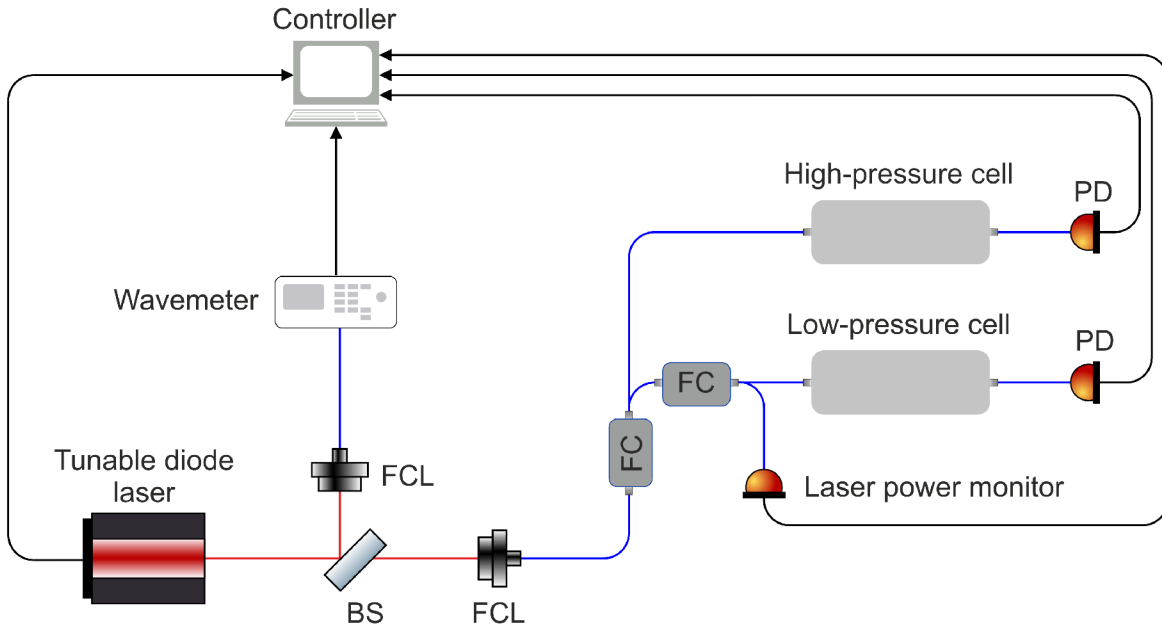 Controller
High-pressure cell
PD
Wavemeter
Low-pressure cell
PD
FC
FC
Tunable diode
laser
FCL
Laser power monitor
BS
FCL